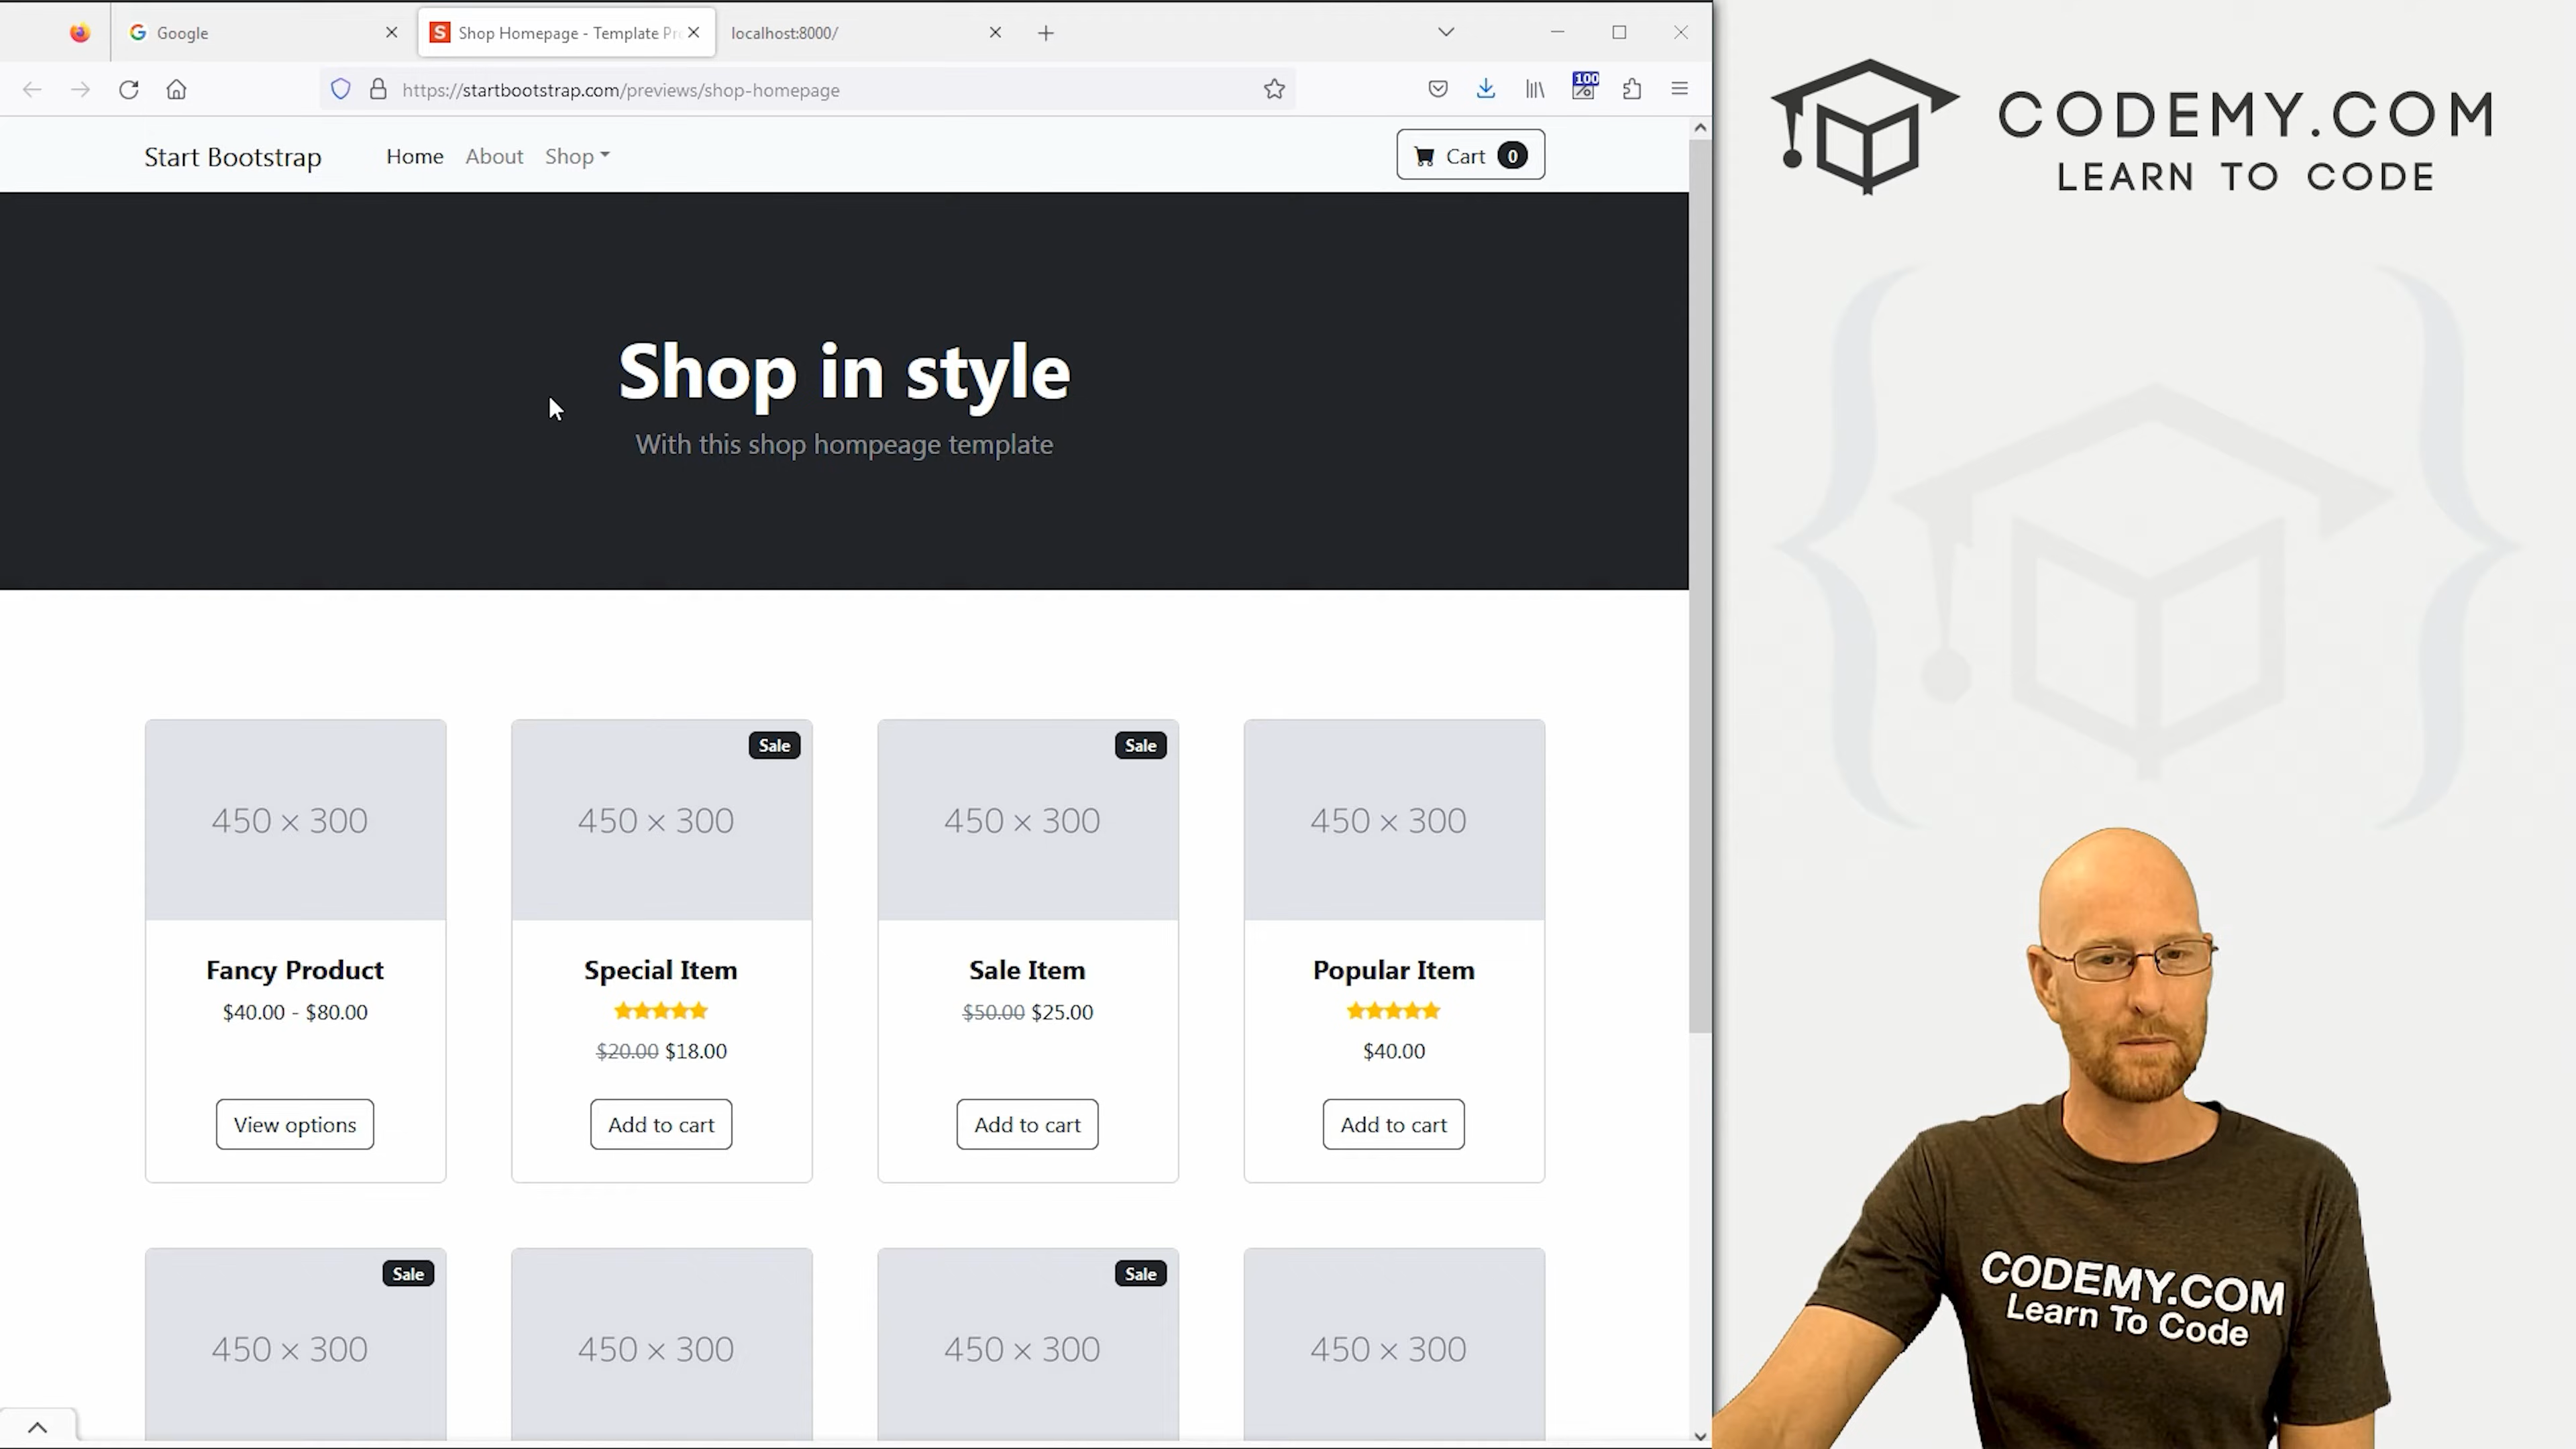 Google
Shop Homepage - Template Pr
localhost:8000/
https://startbootstrap.com/previews/shop-homepage
100
Start Bootstrap
Home
About
Shop
Cart 0
Shop in style
With this shop hompeage template
450 × 300
Sale
450 × 300
Sale
450 × 300
450 × 300
Fancy Product
$40.00 - $80.00
View options
Special Item
$20.00 $18.00
Add to cart
Sale Item
$50.00 $25.00
Add to cart
Popular Item
$40.00
Add to cart
Sale
450 × 300
450 × 300
Sale
450 × 300
450 × 300
CODEMY.COM
LEARN TO CODE
CODEMY.COM
Learn To Code